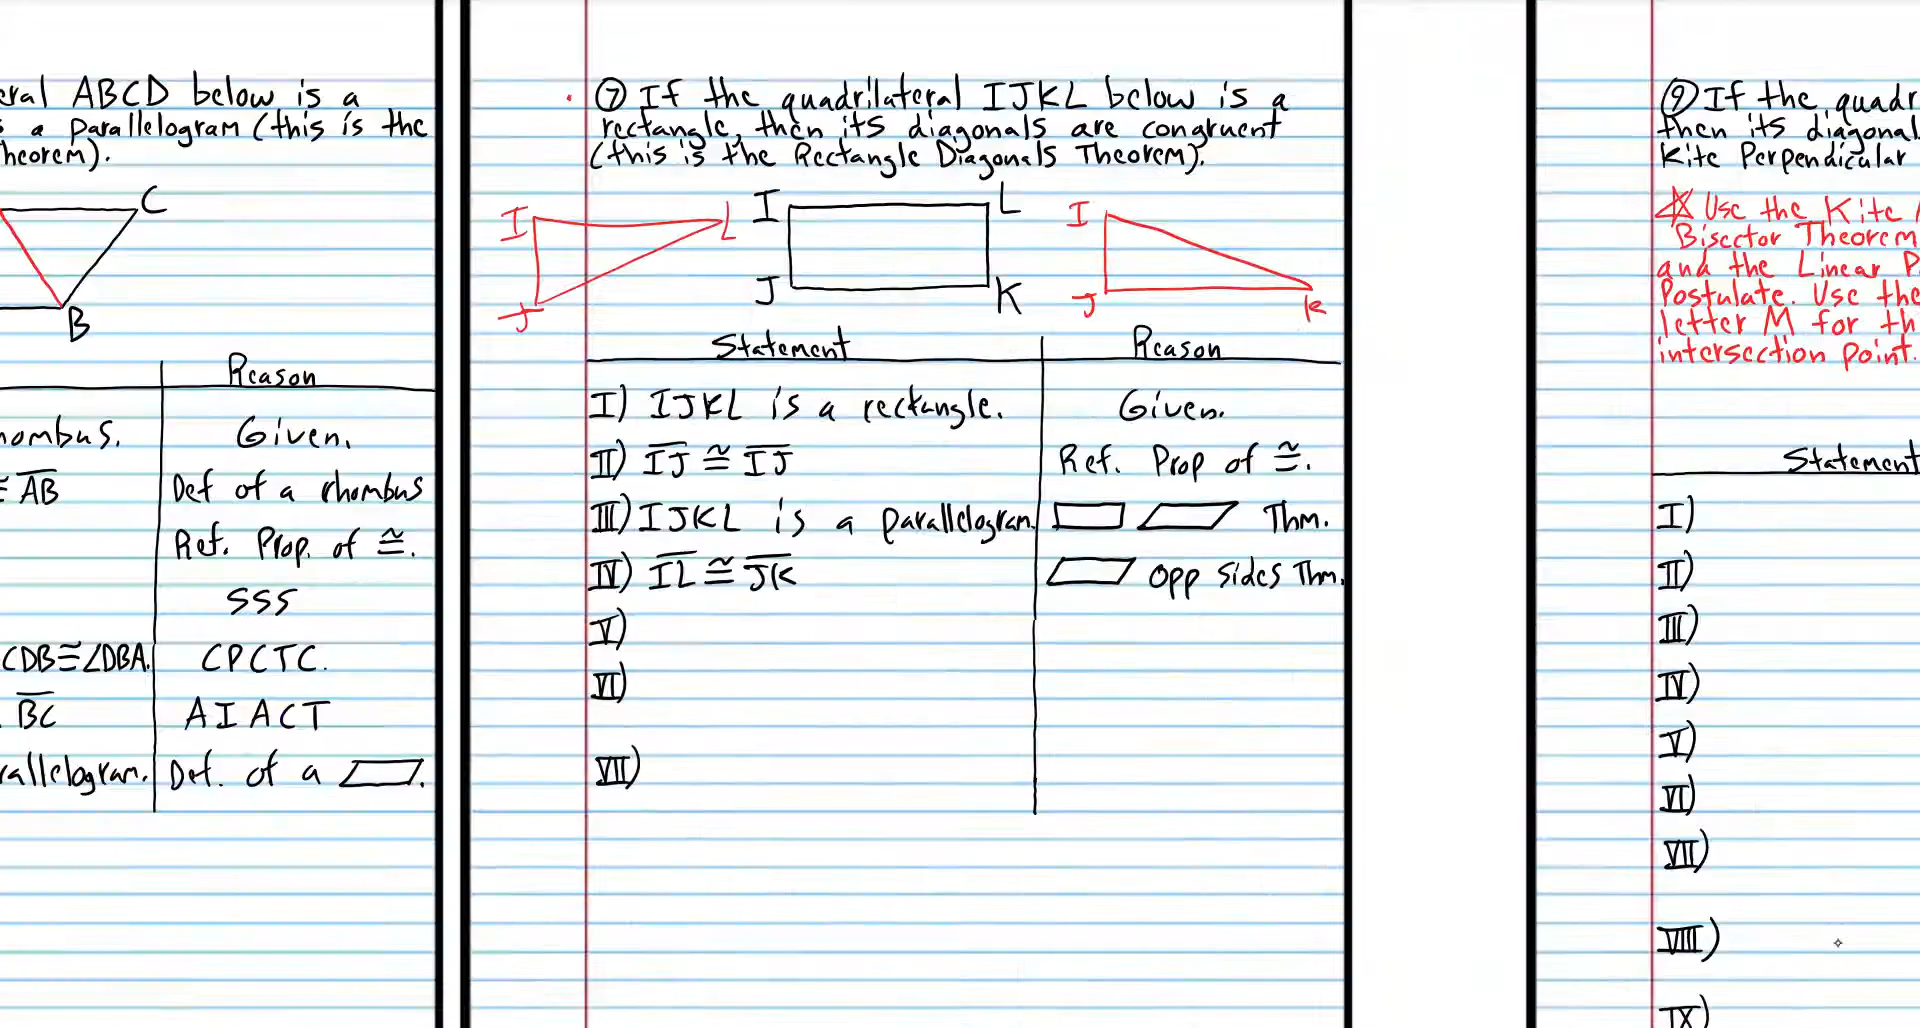 eral ABCD below is a
s a parallelogram (this is the
heorem).
C
B
Reason
hombus. Given.
≅ AB Def of a rhombus
Ref. Prop. of ≅.
SSS
CDB≅∠DBA. CPCTC.
BC AIACT
rallelogram. Def. of a ▱.
⑦ If the quadrilateral IJKL below is a
rectangle, then its diagonals are congruent
(this is the Rectangle Diagonals Theorem).
I L I L I
J J K J K
Statement Reason
I) IJKL is a rectangle. Given.
II) IJ ≅ IJ Ref. Prop of ≅.
III) IJKL is a parallelogram. ▭ ▱ Thm.
IV) IL ≅ JK ▱ opp sides Thm.
V)
VI)
VII)
⑨ If the quadr
then its diagonal
Kite Perpendicular
☆ Use the Kite
Bisector Theorem
and the Linear P
Postulate. Use the
letter M for th
intersection point.
Statement
I)
II)
III)
IV)
V)
VI)
VII)
VIII)
IX)